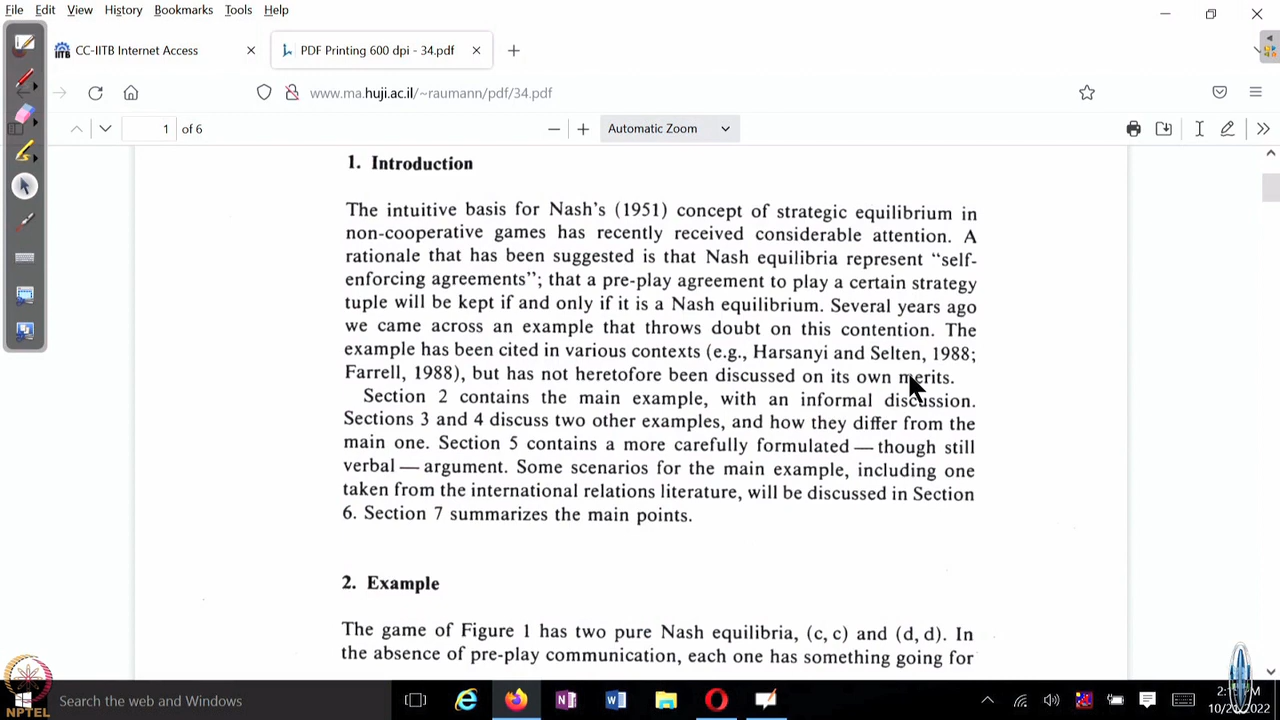 File Edit View History Bookmarks Tools Help
CC-IITB Internet Access
PDF Printing 600 dpi - 34.pdf
www.ma.huji.ac.il/~raumann/pdf/34.pdf
1 of 6
Automatic Zoom
1. Introduction
The intuitive basis for Nash's (1951) concept of strategic equilibrium in
non-cooperative games has recently received considerable attention. A
rationale that has been suggested is that Nash equilibria represent “self-
enforcing agreements”; that a pre-play agreement to play a certain strategy
tuple will be kept if and only if it is a Nash equilibrium. Several years ago
we came across an example that throws doubt on this contention. The
example has been cited in various contexts (e.g., Harsanyi and Selten, 1988;
Farrell, 1988), but has not heretofore been discussed on its own merits.
Section 2 contains the main example, with an informal discussion.
Sections 3 and 4 discuss two other examples, and how they differ from the
main one. Section 5 contains a more carefully formulated — though still
verbal — argument. Some scenarios for the main example, including one
taken from the international relations literature, will be discussed in Section
6. Section 7 summarizes the main points.
2. Example
The game of Figure 1 has two pure Nash equilibria, (c, c) and (d, d). In
the absence of pre-play communication, each one has something going for
Search the web and Windows
NPTEL